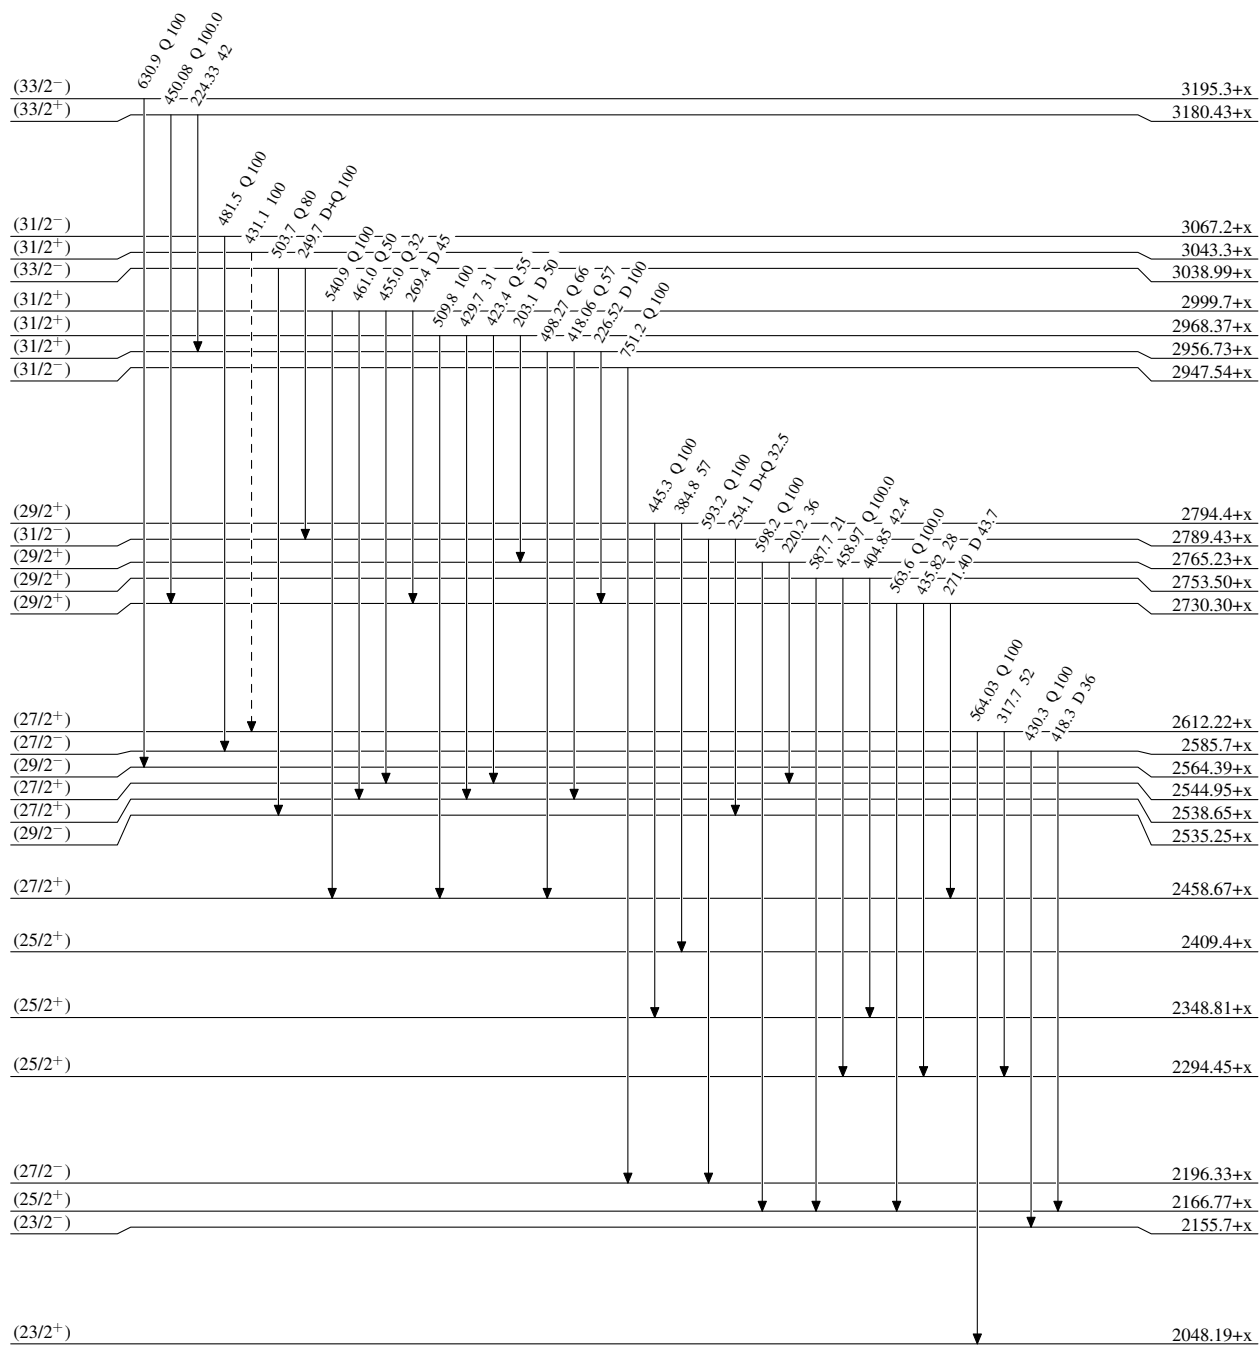 630.9 Q 100
450.08 Q 100.0
224.33 42
(33/2−) 3195.3+x
(33/2+) 3180.43+x
481.5 Q 100
431.1 100
503.7 Q 80
249.7 D+Q 100
(31/2−) 3067.2+x
(31/2+) 3043.3+x
(33/2−) 3038.99+x
540.9 Q 100
461.0 Q 50
455.0 Q 32
269.4 D 45
(31/2+) 2999.7+x
509.8 100
429.7 31
423.4 Q 55
203.1 D 50
(31/2+) 2968.37+x
498.27 Q 66
418.06 Q 57
226.52 D 100
(31/2+) 2956.73+x
751.2 Q 100
(31/2−) 2947.54+x
445.3 Q 100
384.8 57
(29/2+) 2794.4+x
593.2 Q 100
254.1 D+Q 32.5
(31/2−) 2789.43+x
598.2 Q 100
220.2 36
(29/2+) 2765.23+x
587.7 21
458.97 Q 100.0
404.85 42.4
(29/2+) 2753.50+x
563.6 Q 100.0
435.82 28
271.40 D 43.7
(29/2+) 2730.30+x
564.03 Q 100
317.7 52
(27/2+) 2612.22+x
430.3 Q 100
418.3 D 36
(27/2−) 2585.7+x
(29/2−) 2564.39+x
(27/2+) 2544.95+x
(27/2+) 2538.65+x
(29/2−) 2535.25+x
(27/2+) 2458.67+x
(25/2+) 2409.4+x
(25/2+) 2348.81+x
(25/2+) 2294.45+x
(27/2−) 2196.33+x
(25/2+) 2166.77+x
(23/2−) 2155.7+x
(23/2+) 2048.19+x